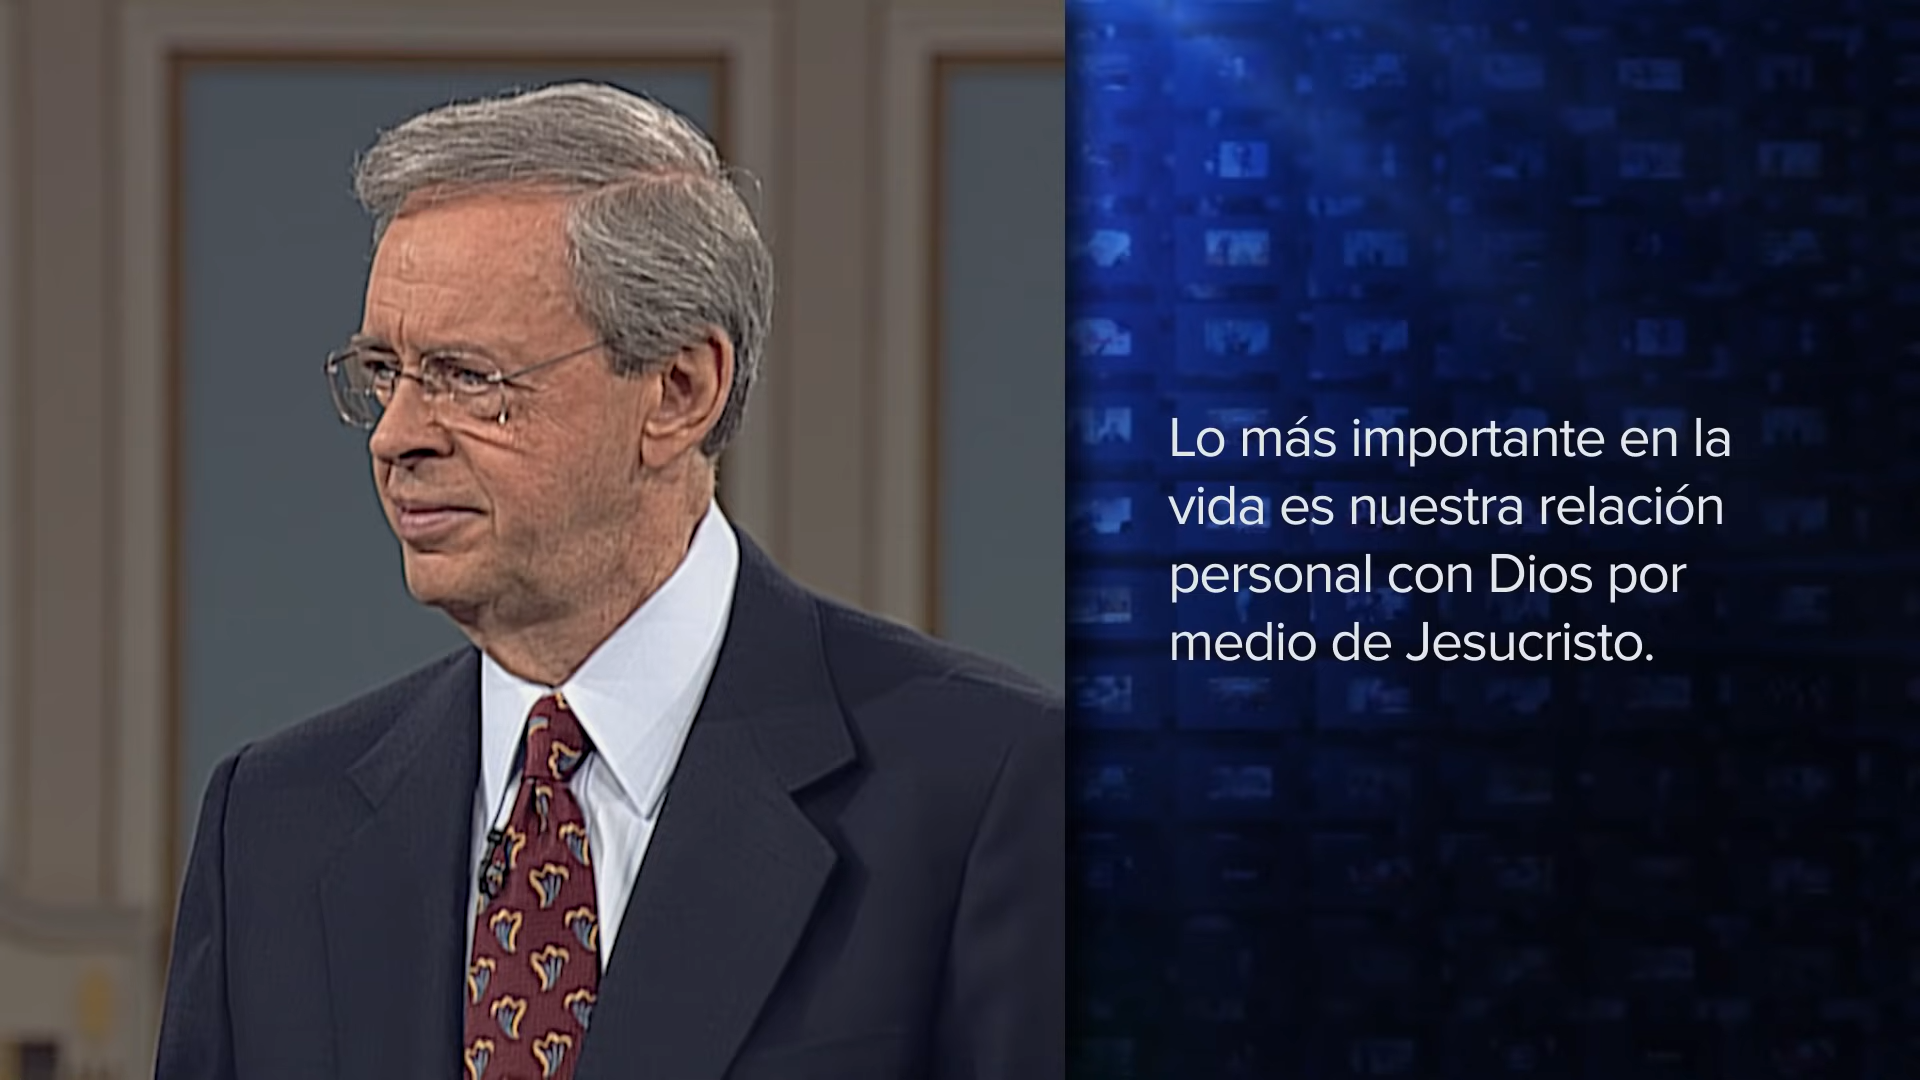 Lo más importante en la
vida es nuestra relación
personal con Dios por
medio de Jesucristo.